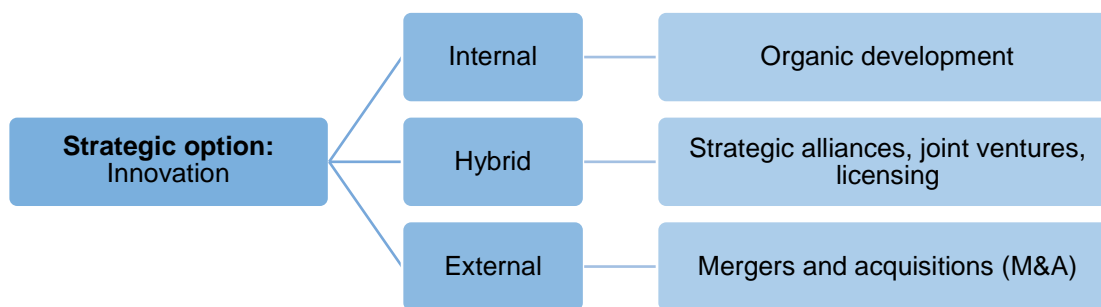 Strategic option:
Innovation
Internal
Organic development
Hybrid
Strategic alliances, joint ventures,
licensing
External
Mergers and acquisitions (M&A)